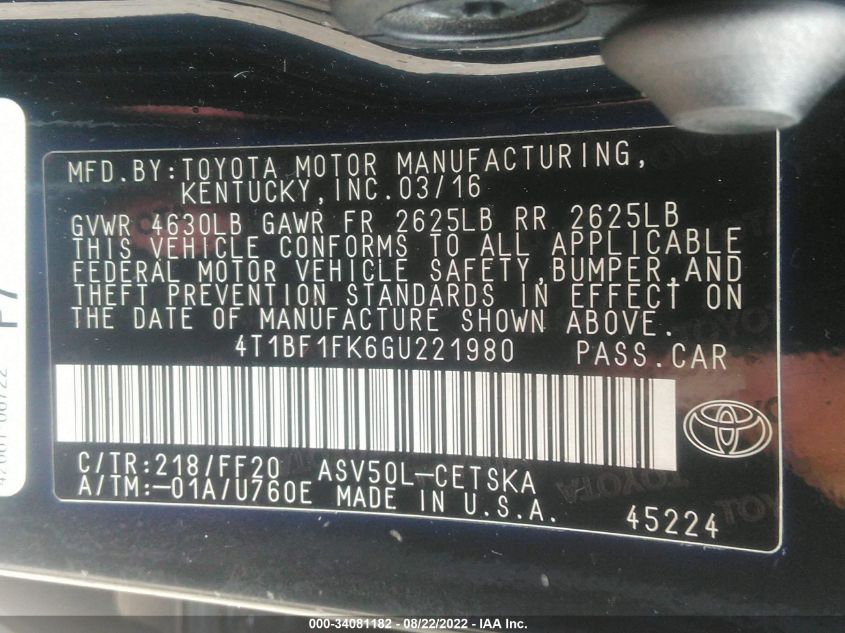 MFD.BY:TOYOTA MOTOR MANUFACTURING,
KENTUCKY,INC.03/16
GVWR 4630LB GAWR FR 2625LB RR 2625LB
THIS VEHICLE CONFORMS TO ALL APPLICABLE
FEDERAL MOTOR VEHICLE SAFETY,BUMPER,AND
THEFT PREVENTION STANDARDS IN EFFECT ON
THE DATE OF MANUFACTURE SHOWN ABOVE.
4T1BF1FK6GU221980 PASS.CAR
C/TR:218/FF20 ASV50L-CETSKA
A/TM:-01A/U760E MADE IN U.S.A.
45224
TOYOTA
TOYOTA
TOYOTA
000-34081182 - 08/22/2022 - IAA Inc.